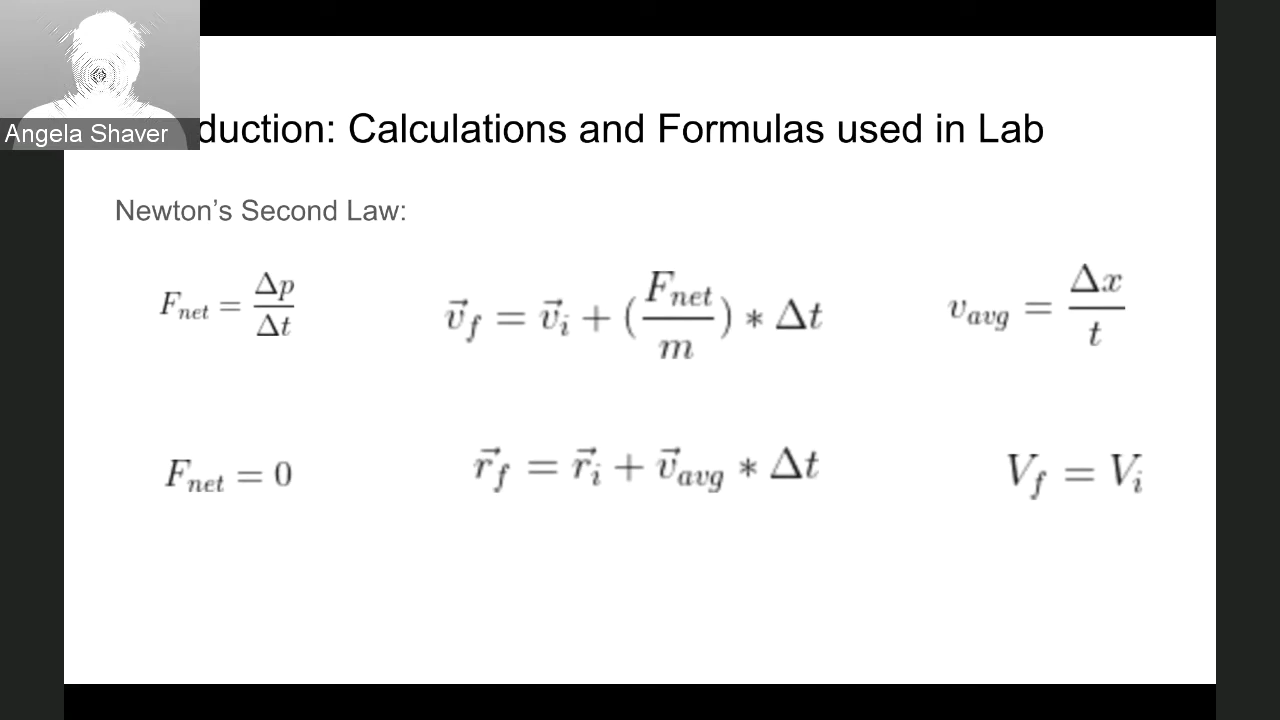 Angela Shaver
duction: Calculations and Formulas used in Lab
Newton’s Second Law:
F_net = Δp/Δt
v⃗_f = v⃗_i + (F_net/m) * Δt
v_avg = Δx/t
F_net = 0
r⃗_f = r⃗_i + v⃗_avg * Δt
V_f = V_i